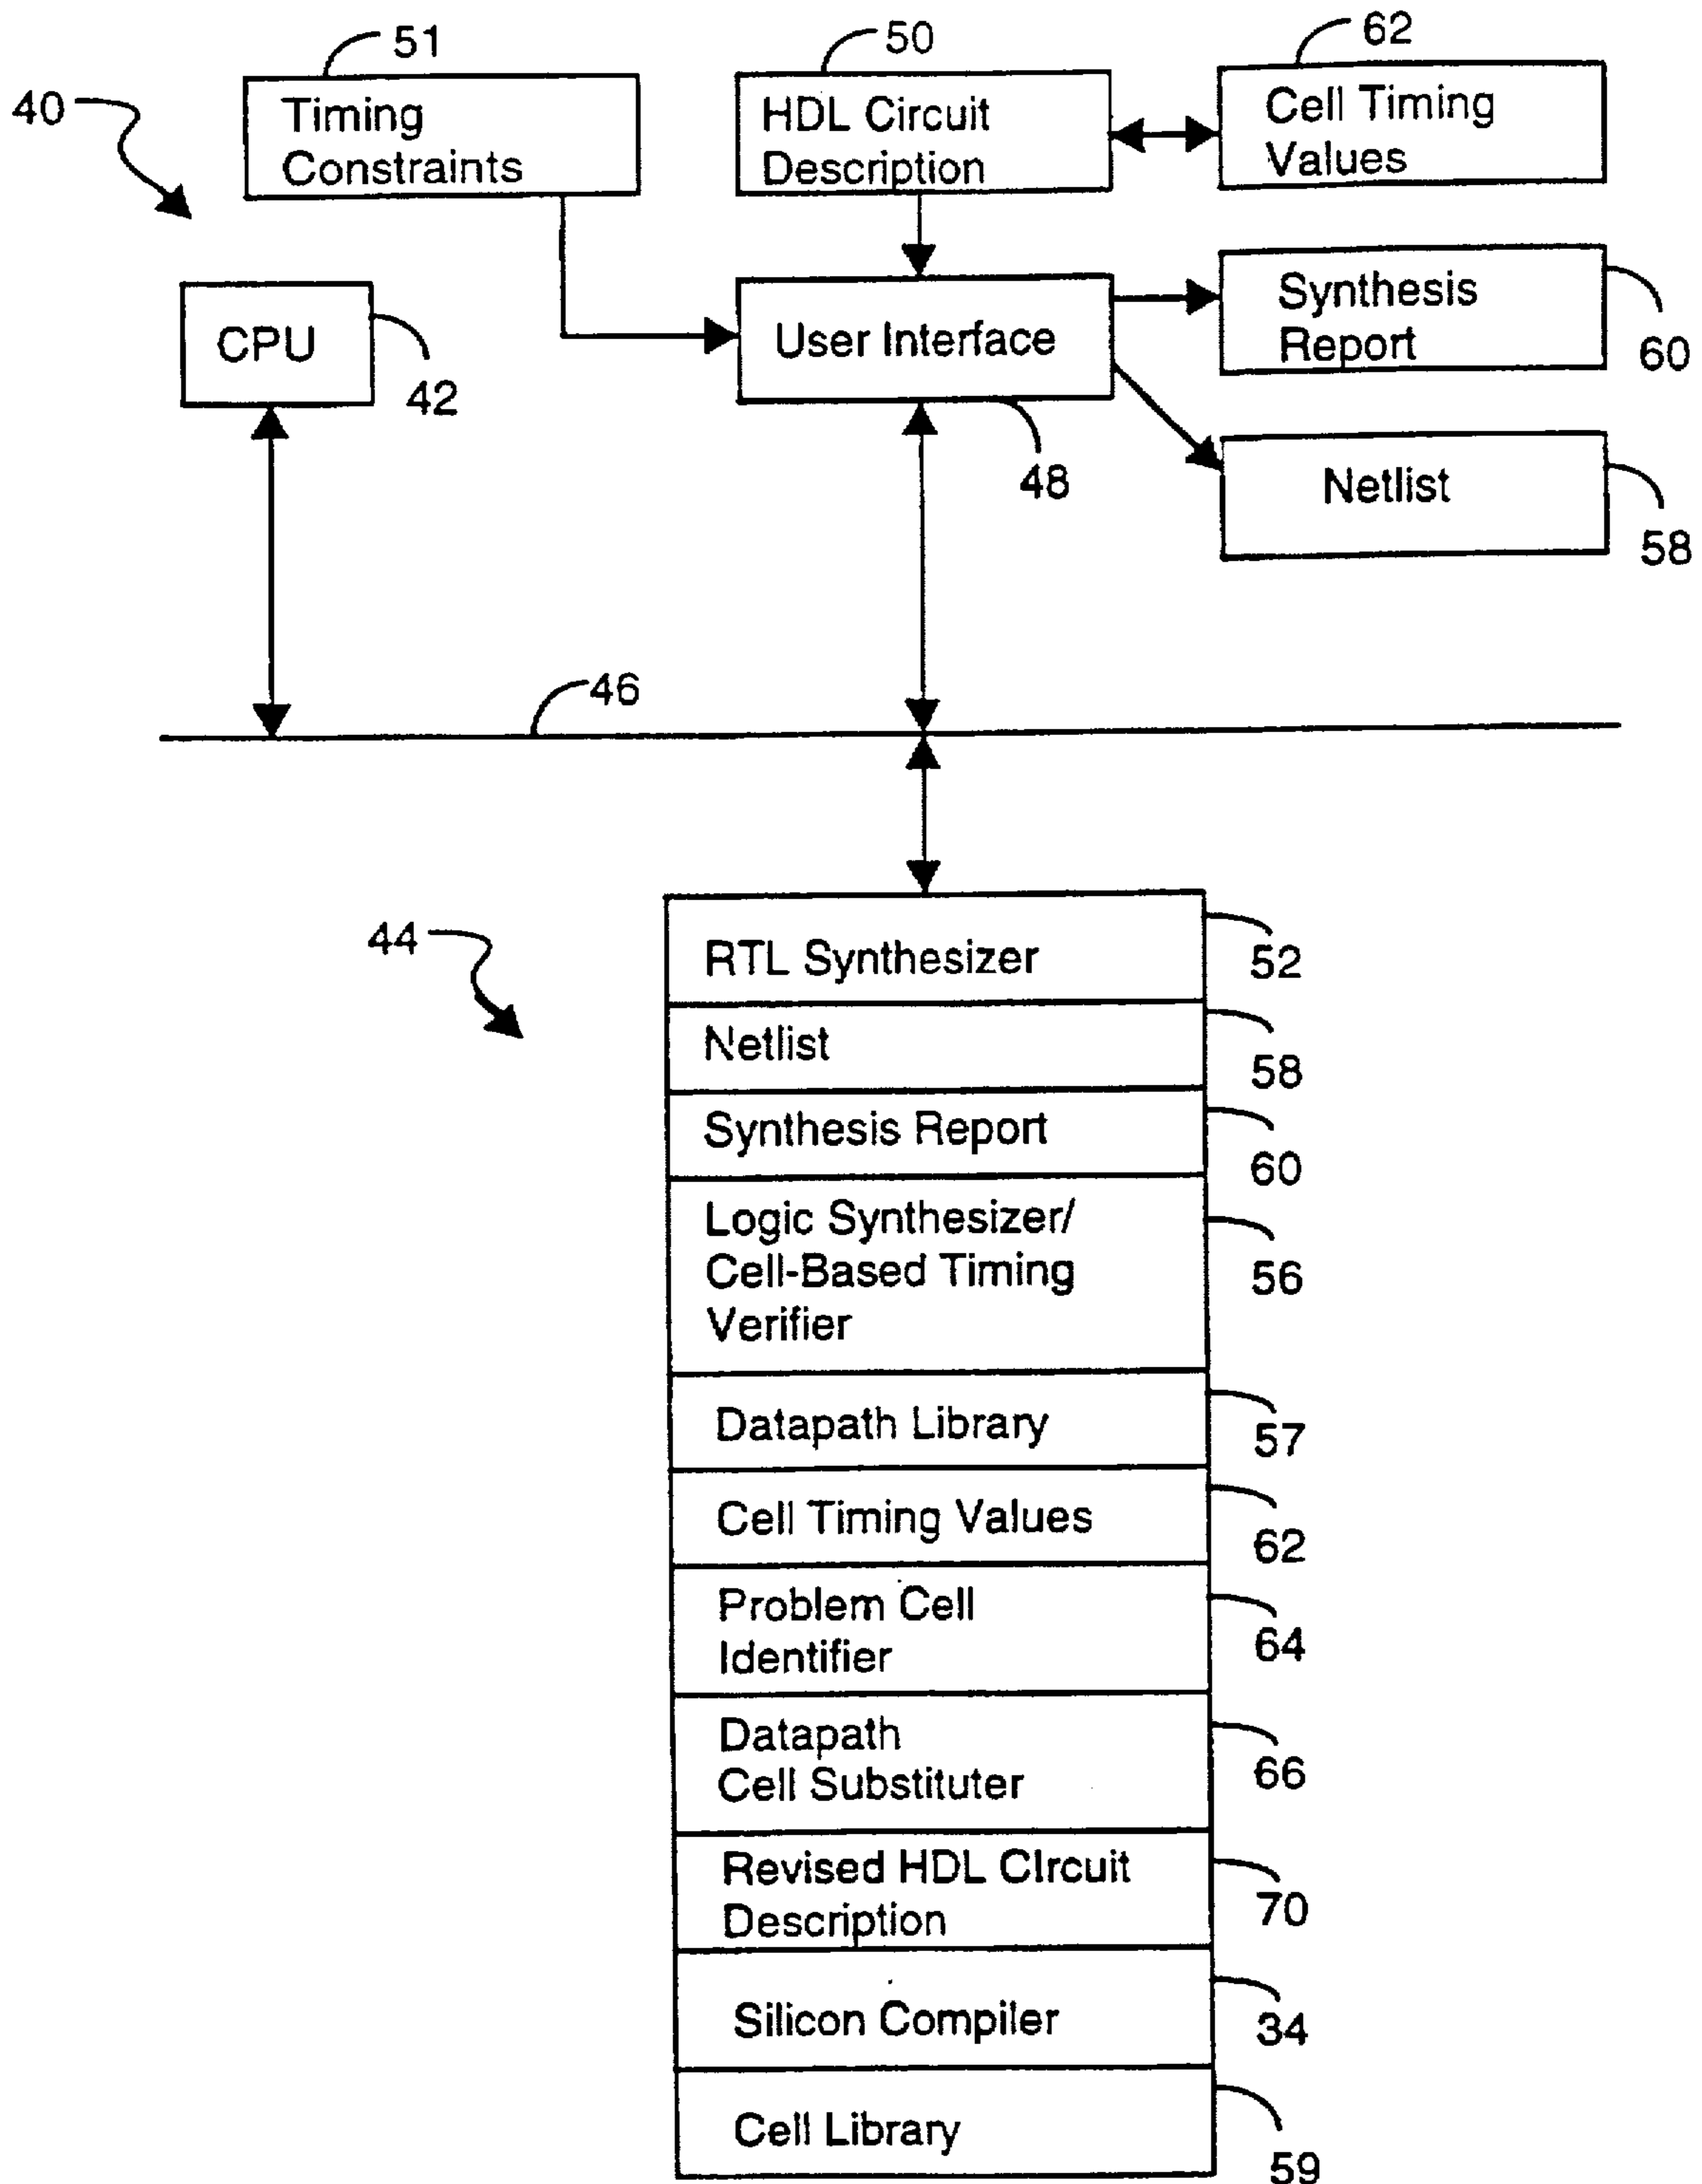 51
50
62
40
Timing
Constraints
HDL Circuit
Description
Cell Timing
Values
CPU
42
User Interface
48
Synthesis
Report
60
Netlist
58
46
44
RTL Synthesizer
52
Netlist
58
Synthesis Report
60
Logic Synthesizer/
Cell-Based Timing
Verifier
56
Datapath Library
57
Cell Timing Values
62
Problem Cell
Identifier
64
Datapath
Cell Substituter
66
Revised HDL CIrcuit
Description
70
Silicon Compiler
34
Cell Library
59